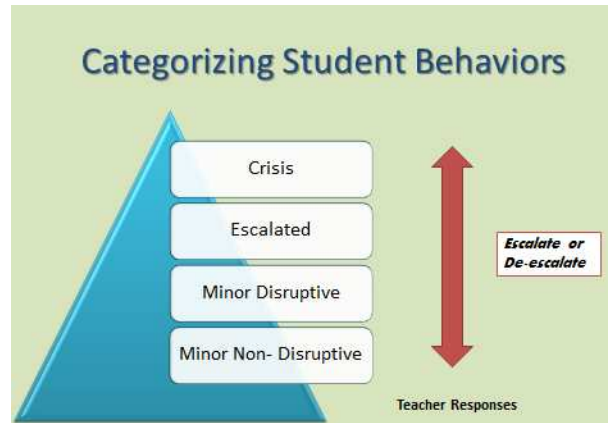 Categorizing Student Behaviors
Crisis
Escalated
Minor Disruptive
Minor Non- Disruptive
Escalate or
De-escalate
Teacher Responses